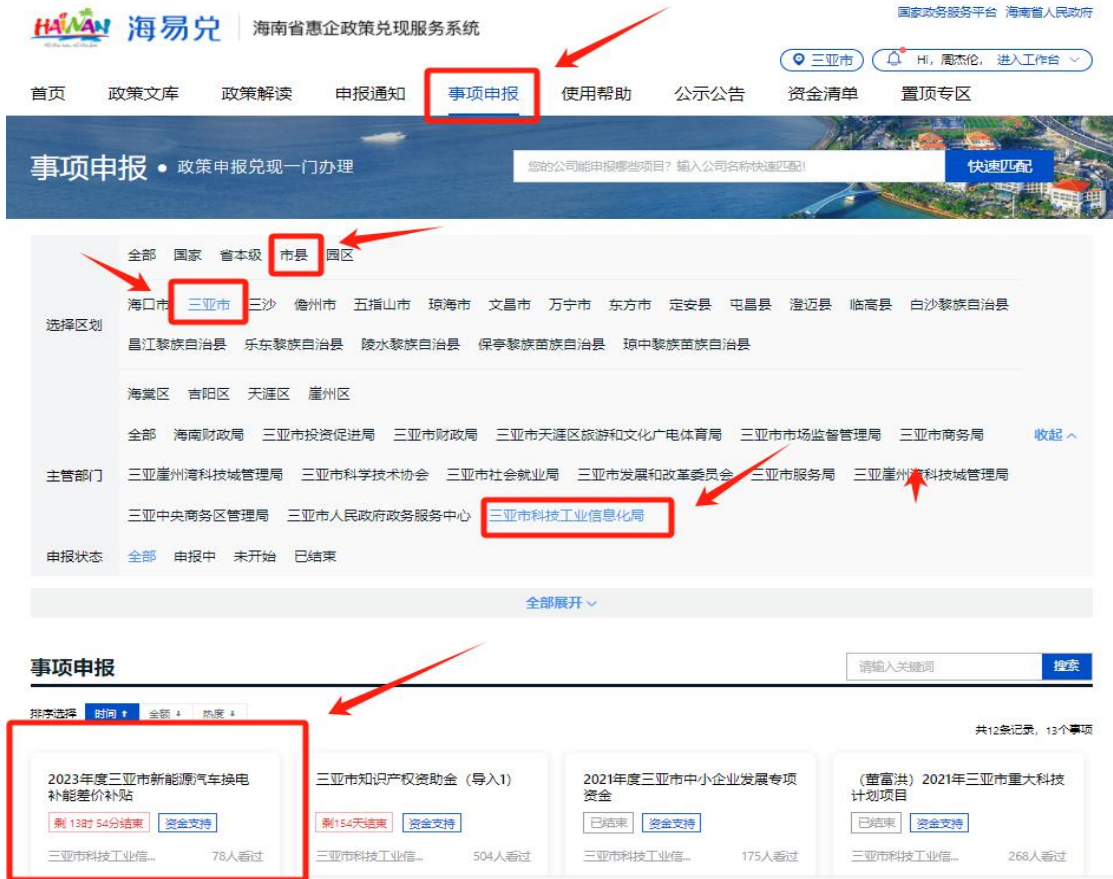 国家政务服务平台 海南省人民政府
HAiNAN 海易兑 海南省惠企政策兑现服务系统
三亚市 Hi，周杰伦， 进入工作台
首页 政策文库 政策解读 申报通知 事项申报 使用帮助 公示公告 资金清单 置顶专区
事项申报 • 政策申报兑现一门办理 您的公司能申报哪些项目？输入公司名称快速匹配！ 快速匹配
全部 国家 省本级 市县 园区
海口市 三亚市 三沙 儋州市 五指山市 琼海市 文昌市 万宁市 东方市 定安县 屯昌县 澄迈县 临高县 白沙黎族自治县
选择区划
昌江黎族自治县 乐东黎族自治县 陵水黎族自治县 保亭黎族苗族自治县 琼中黎族苗族自治县
海棠区 吉阳区 天涯区 崖州区
全部 海南财政局 三亚市投资促进局 三亚市财政局 三亚市天涯区旅游和文化广电体育局 三亚市市场监督管理局 三亚市商务局 收起
主管部门 三亚崖州湾科技城管理局 三亚市科学技术协会 三亚市社会就业局 三亚市发展和改革委员会 三亚市服务局 三亚崖州湾科技城管理局
三亚中央商务区管理局 三亚市人民政府政务服务中心 三亚市科技工业信息化局
申报状态 全部 申报中 未开始 已结束
全部展开
事项申报 请输入关键词 搜索
排序选择 时间 金额 热度
共12条记录，13个事项
2023年度三亚市新能源汽车换电补能差价补贴
剩 13时 54分结束 资金支持
三亚市科技工业信... 78人看过
三亚市知识产权资助金（导入1）
剩154天结束 资金支持
三亚市科技工业信... 504人看过
2021年度三亚市中小企业发展专项资金
已结束 资金支持
三亚市科技工业信... 175人看过
（董富洪）2021年三亚市重大科技计划项目
已结束 资金支持
三亚市科技工业信... 268人看过